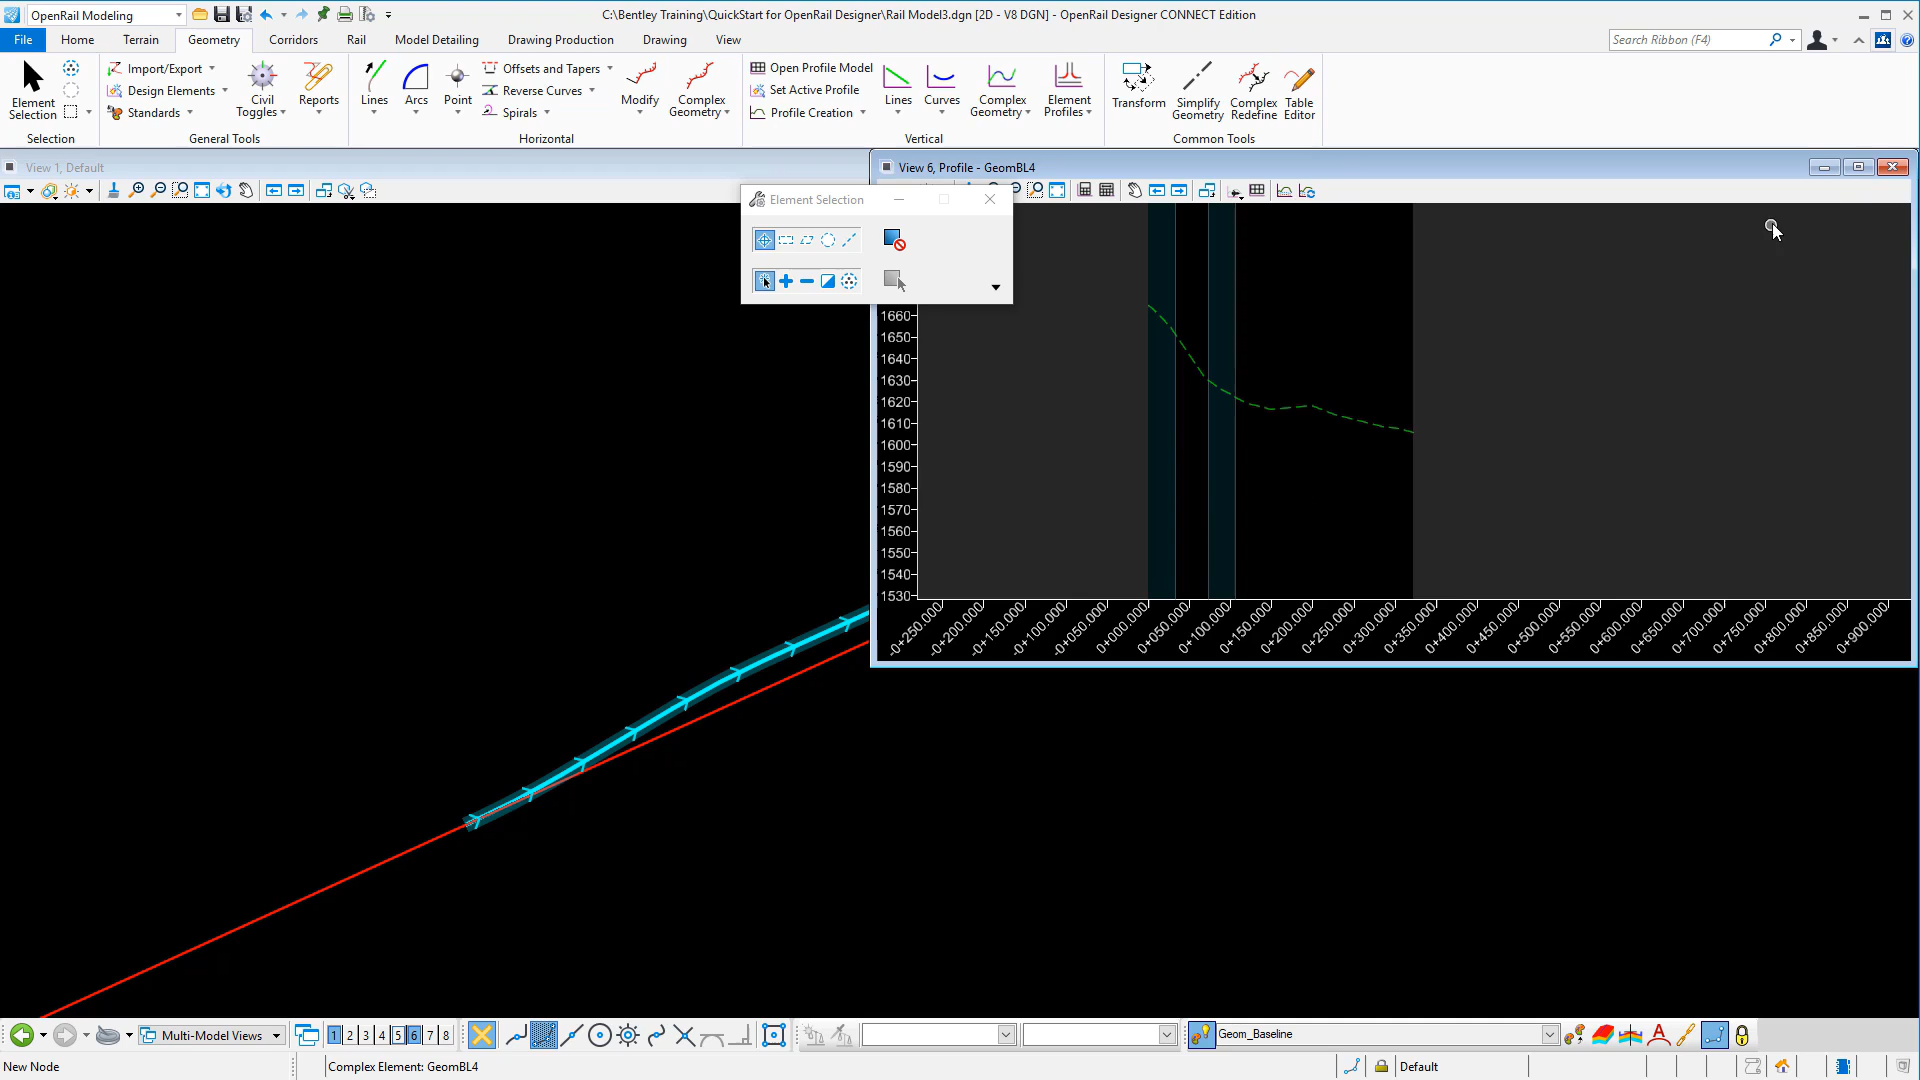 OpenRail Modeling
C:\Bentley Training\QuickStart for OpenRail Designer\Rail Model3.dgn [2D - V8 DGN] - OpenRail Designer CONNECT Edition
File Home Terrain Geometry Corridors Rail Model Detailing Drawing Production Drawing View
Search Ribbon (F4)
Element Selection
Selection
Import/Export
Design Elements
Standards
Civil Toggles
Reports
General Tools
Lines
Arcs
Point
Offsets and Tapers
Reverse Curves
Spirals
Modify
Complex Geometry
Horizontal
Open Profile Model
Set Active Profile
Profile Creation
Lines
Curves
Complex Geometry
Element Profiles
Vertical
Transform
Simplify Geometry
Complex Redefine
Table Editor
Common Tools
View 1, Default
View 6, Profile - GeomBL4
Element Selection
1660
1650
1640
1630
1620
1610
1600
1590
1580
1570
1560
1550
1540
1530
-0+250.000
-0+200.000
-0+150.000
-0+100.000
-0+050.000
0+000.000
0+050.000
0+100.000
0+150.000
0+200.000
0+250.000
0+300.000
0+350.000
0+400.000
0+450.000
0+500.000
0+550.000
0+600.000
0+650.000
0+700.000
0+750.000
0+800.000
0+850.000
0+900.000
Multi-Model Views
1 2 3 4 5 6 7 8
Geom_Baseline
New Node
Complex Element: GeomBL4
Default